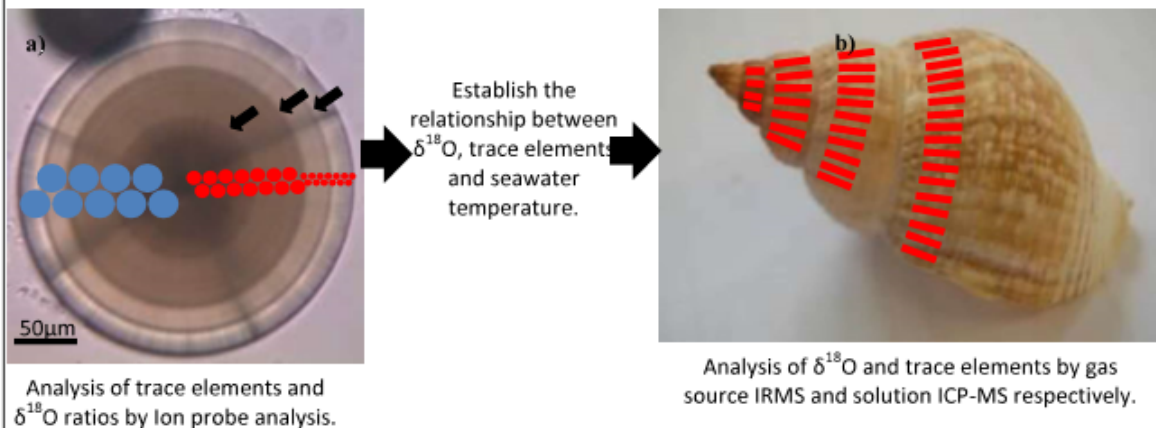 a)
50µm
Analysis of trace elements and
δ¹⁸O ratios by Ion probe analysis.
Establish the
relationship between
δ¹⁸O, trace elements
and seawater
temperature.
b)
Analysis of δ¹⁸O and trace elements by gas
source IRMS and solution ICP-MS respectively.